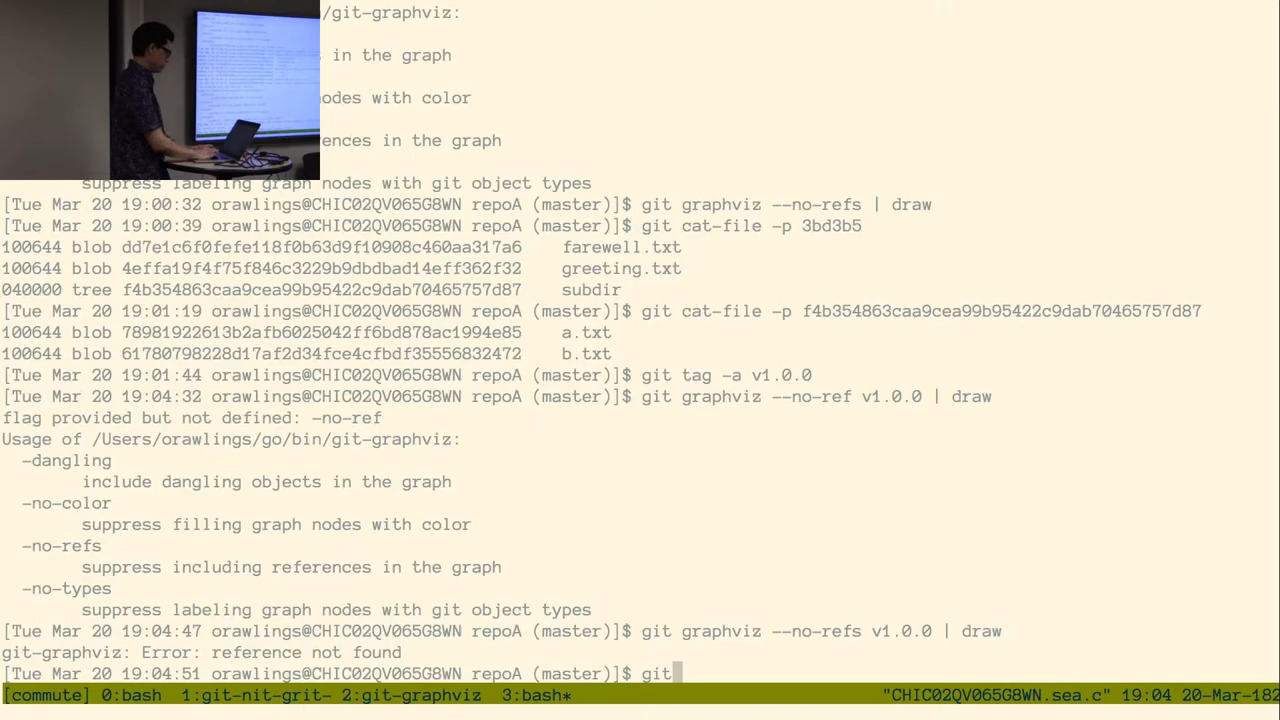 /git-graphviz:
in the graph
nodes with color
ences in the graph
suppress labeling graph nodes with git object types
[Tue Mar 20 19:00:32 orawlings@CHIC02QV065G8WN repoA (master)]$ git graphviz --no-refs | draw
[Tue Mar 20 19:00:39 orawlings@CHIC02QV065G8WN repoA (master)]$ git cat-file -p 3bd3b5
100644 blob dd7e1c6f0fefe118f0b63d9f10908c460aa317a6    farewell.txt
100644 blob 4effa19f4f75f846c3229b9dbdbad14eff362f32    greeting.txt
040000 tree f4b354863caa9cea99b95422c9dab70465757d87    subdir
[Tue Mar 20 19:01:19 orawlings@CHIC02QV065G8WN repoA (master)]$ git cat-file -p f4b354863caa9cea99b95422c9dab70465757d87
100644 blob 78981922613b2afb6025042ff6bd878ac1994e85    a.txt
100644 blob 61780798228d17af2d34fce4cfbdf35556832472    b.txt
[Tue Mar 20 19:01:44 orawlings@CHIC02QV065G8WN repoA (master)]$ git tag -a v1.0.0
[Tue Mar 20 19:04:32 orawlings@CHIC02QV065G8WN repoA (master)]$ git graphviz --no-ref v1.0.0 | draw
flag provided but not defined: -no-ref
Usage of /Users/orawlings/go/bin/git-graphviz:
-dangling
include dangling objects in the graph
-no-color
suppress filling graph nodes with color
-no-refs
suppress including references in the graph
-no-types
suppress labeling graph nodes with git object types
[Tue Mar 20 19:04:47 orawlings@CHIC02QV065G8WN repoA (master)]$ git graphviz --no-refs v1.0.0 | draw
git-graphviz: Error: reference not found
[Tue Mar 20 19:04:51 orawlings@CHIC02QV065G8WN repoA (master)]$ git
[commute] 0:bash  1:git-nit-grit- 2:git-graphviz  3:bash*    "CHIC02QV065G8WN.sea.c" 19:04 20-Mar-182